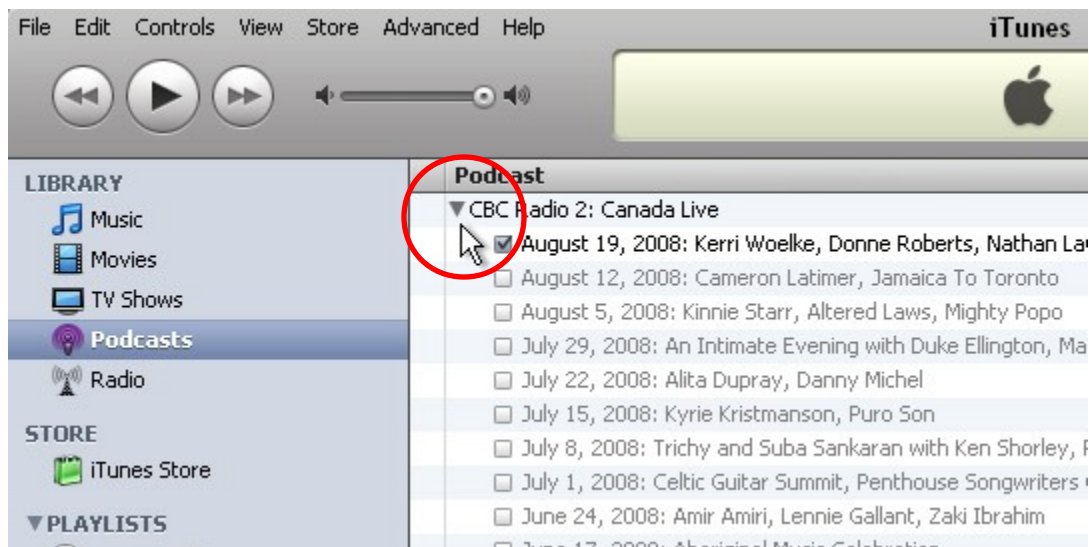 File Edit Controls View Store Advanced Help
iTunes
LIBRARY
Music
Movies
TV Shows
Podcasts
Radio
STORE
iTunes Store
PLAYLISTS
Podcast
CBC Radio 2: Canada Live
August 19, 2008: Kerri Woelke, Donne Roberts, Nathan
August 12, 2008: Cameron Latimer, Jamaica To Toronto
August 5, 2008: Kinnie Starr, Altered Laws, Mighty Popo
July 29, 2008: An Intimate Evening with Duke Ellington, Ma
July 22, 2008: Alita Dupray, Danny Michel
July 15, 2008: Kyrie Kristmanson, Puro Son
July 8, 2008: Trichy and Suba Sankaran with Ken Shorley,
July 1, 2008: Celtic Guitar Summit, Penthouse Songwriters
June 24, 2008: Amir Amiri, Lennie Gallant, Zaki Ibrahim